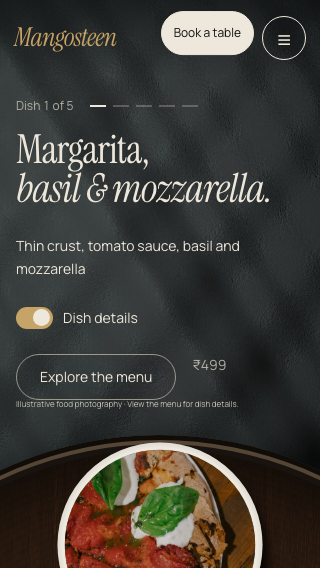 Mangosteen
Book a table
Dish 1 of 5
Margarita,
basil & mozzarella.
Thin crust, tomato sauce, basil and
mozzarella
Dish details
Explore the menu
₹499
Illustrative food photography · View the menu for dish details.